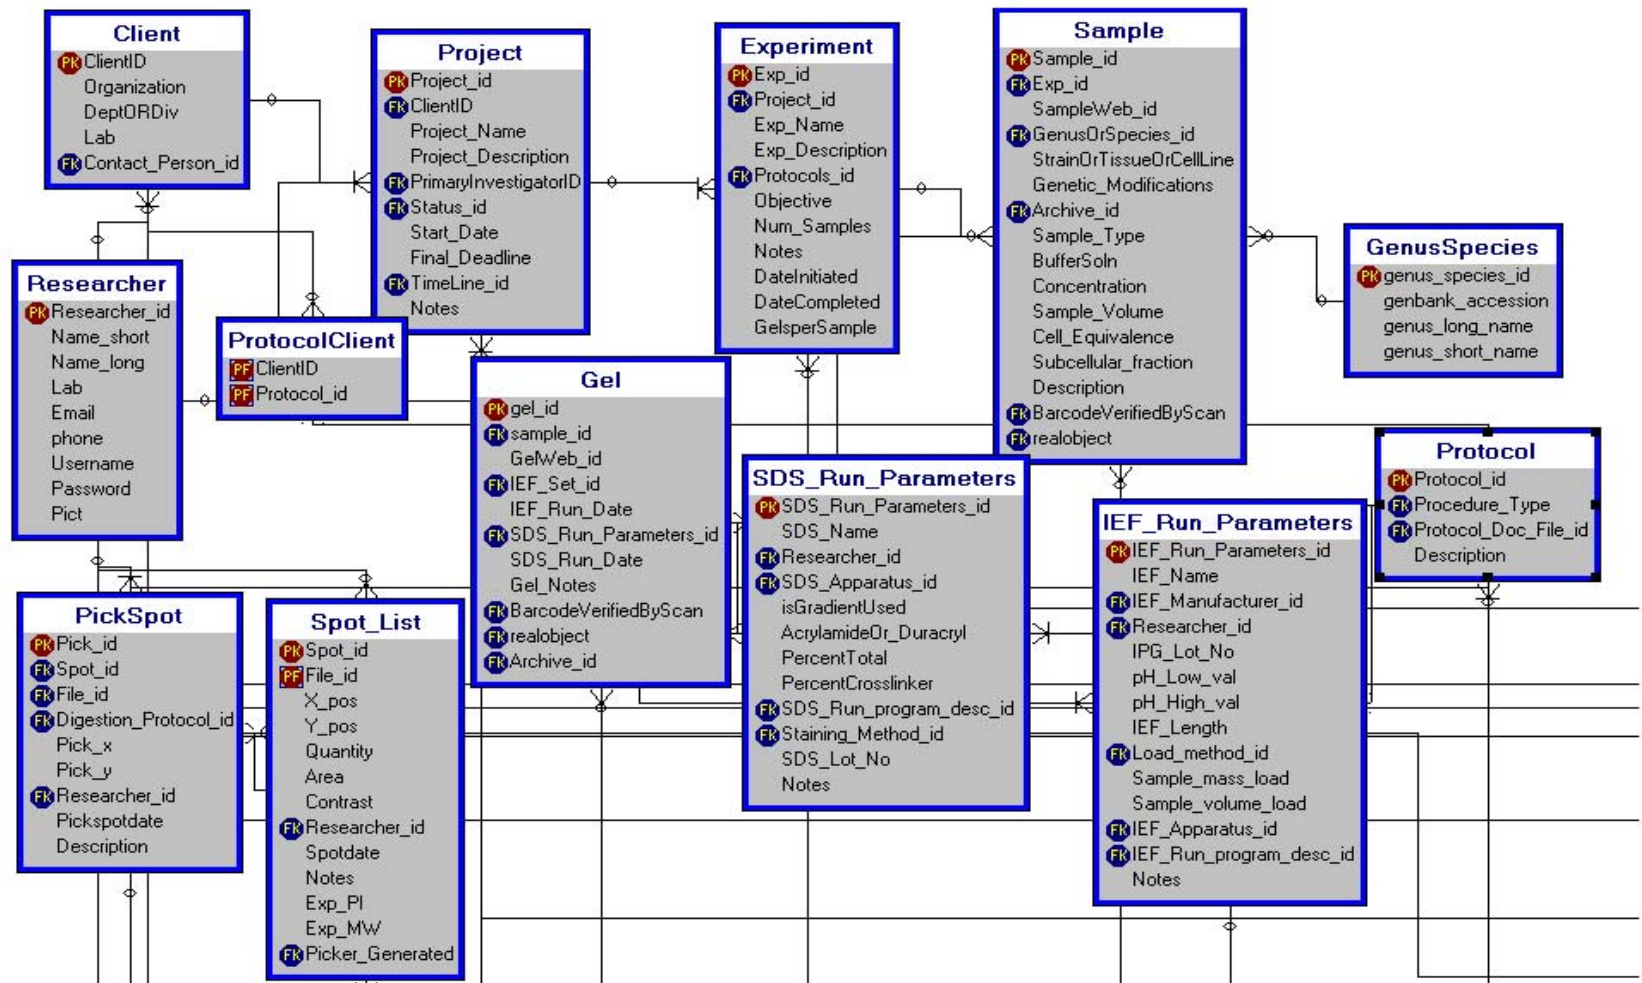 Client
PK ClientID
Organization
DeptORDiv
Lab
FK Contact_Person_id
Project
PK Project_id
FK ClientID
Project_Name
Project_Description
FK PrimaryInvestigatorID
FK Status_id
Start_Date
Final_Deadline
FK TimeLine_id
Notes
Experiment
PK Exp_id
FK Project_id
Exp_Name
Exp_Description
FK Protocols_id
Objective
Num_Samples
Notes
DateInitiated
DateCompleted
GelsperSample
Sample
PK Sample_id
FK Exp_id
SampleWeb_id
FK GenusOrSpecies_id
StrainOrTissueOrCellLine
Genetic_Modifications
FK Archive_id
Sample_Type
BufferSoln
Concentration
Sample_Volume
Cell_Equivalence
Subcellular_fraction
Description
FK BarcodeVerifiedByScan
FK realobject
GenusSpecies
PK genus_species_id
genbank_accession
genus_long_name
genus_short_name
Researcher
PK Researcher_id
Name_short
Name_long
Lab
Email
phone
Username
Password
Pict
ProtocolClient
PF ClientID
PF Protocol_id
Gel
PK gel_id
FK sample_id
GelWeb_id
FK IEF_Set_id
IEF_Run_Date
FK SDS_Run_Parameters_id
SDS_Run_Date
Gel_Notes
FK BarcodeVerifiedByScan
FK realobject
FK Archive_id
SDS_Run_Parameters
PK SDS_Run_Parameters_id
SDS_Name
FK Researcher_id
FK SDS_Apparatus_id
isGradientUsed
AcrylamideOr_Duracryl
PercentTotal
PercentCrosslinker
FK SDS_Run_program_desc_id
FK Staining_Method_id
SDS_Lot_No
Notes
IEF_Run_Parameters
PK IEF_Run_Parameters_id
IEF_Name
FK IEF_Manufacturer_id
FK Researcher_id
IPG_Lot_No
pH_Low_val
pH_High_val
IEF_Length
FK Load_method_id
Sample_mass_load
Sample_volume_load
FK IEF_Apparatus_id
FK IEF_Run_program_desc_id
Notes
Protocol
PK Protocol_id
FK Procedure_Type
FK Protocol_Doc_File_id
Description
PickSpot
PK Pick_id
FK Spot_id
FK File_id
FK Digestion_Protocol_id
Pick_x
Pick_y
FK Researcher_id
Pickspotdate
Description
Spot_List
PK Spot_id
PF File_id
X_pos
Y_pos
Quantity
Area
Contrast
FK Researcher_id
Spotdate
Notes
Exp_PI
Exp_MW
FK Picker_Generated